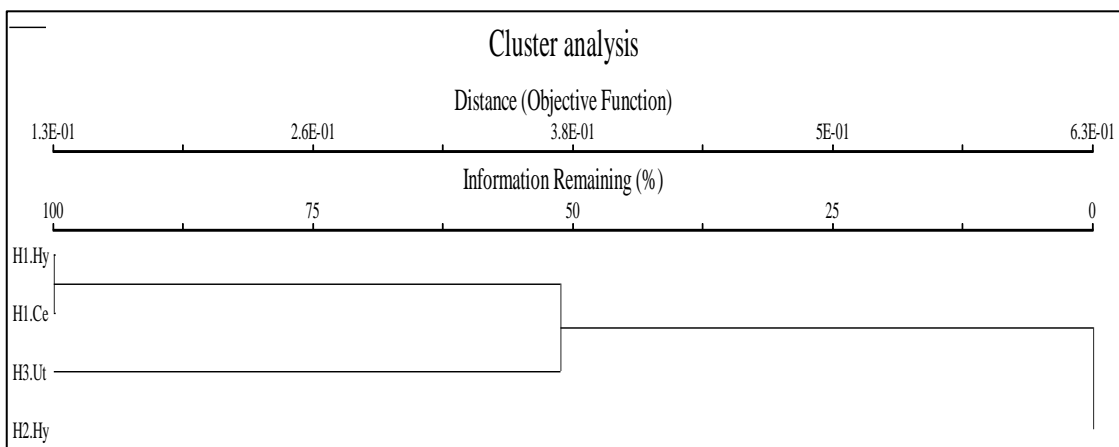 Cluster analysis
Distance (Objective Function)
1.3E-01 2.6E-01 3.8E-01 5E-01 6.3E-01
Information Remaining (%)
100 75 50 25 0
H1.Hy
H1.Ce
H3.Ut
H2.Hy